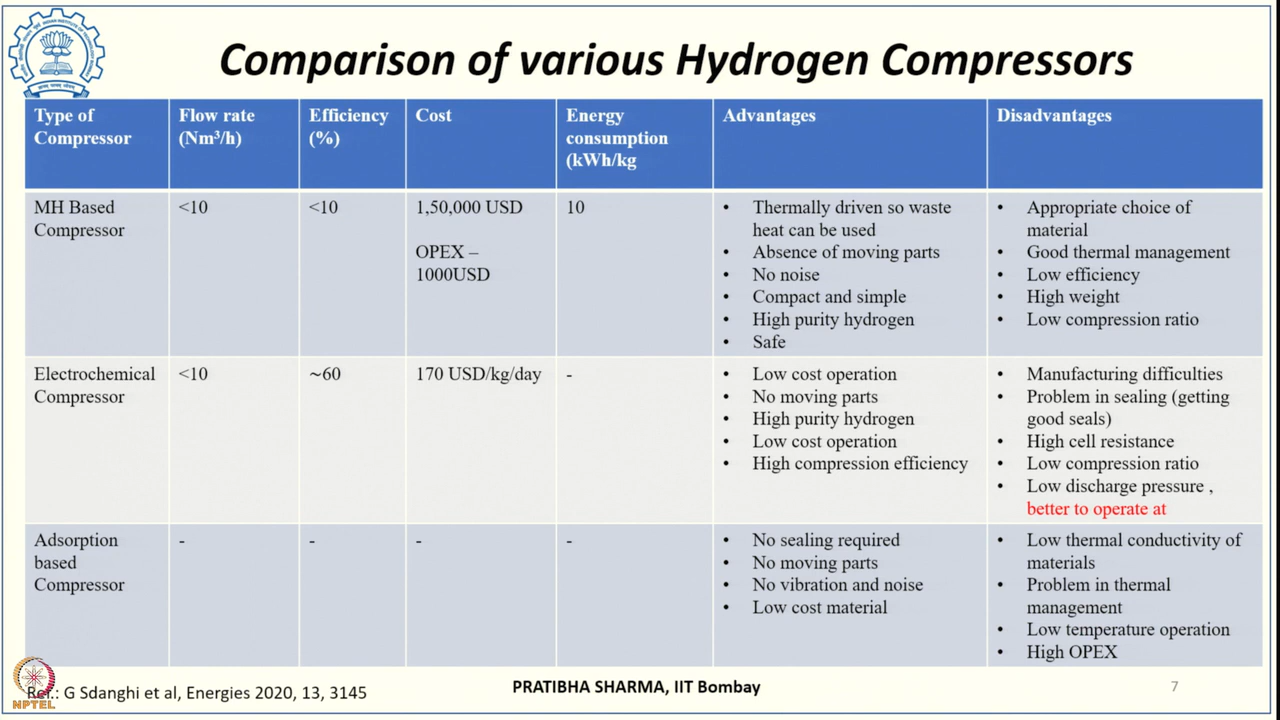 Comparison of various Hydrogen Compressors
Type of
Compressor
Flow rate
(Nm³/h)
Efficiency
(%)
Cost
Energy
consumption
(kWh/kg
Advantages
Disadvantages
MH Based
Compressor
<10
<10
1,50,000 USD
OPEX –
1000USD
10
• Thermally driven so waste
heat can be used
• Absence of moving parts
• No noise
• Compact and simple
• High purity hydrogen
• Safe
• Appropriate choice of
material
• Good thermal management
• Low efficiency
• High weight
• Low compression ratio
Electrochemical
Compressor
<10
~60
170 USD/kg/day
-
• Low cost operation
• No moving parts
• High purity hydrogen
• Low cost operation
• High compression efficiency
• Manufacturing difficulties
• Problem in sealing (getting
good seals)
• High cell resistance
• Low compression ratio
• Low discharge pressure ,
better to operate at
Adsorption
based
Compressor
-
-
-
-
• No sealing required
• No moving parts
• No vibration and noise
• Low cost material
• Low thermal conductivity of
materials
• Problem in thermal
management
• Low temperature operation
• High OPEX
Ref.: G Sdanghi et al, Energies 2020, 13, 3145
NPTEL
PRATIBHA SHARMA, IIT Bombay
7